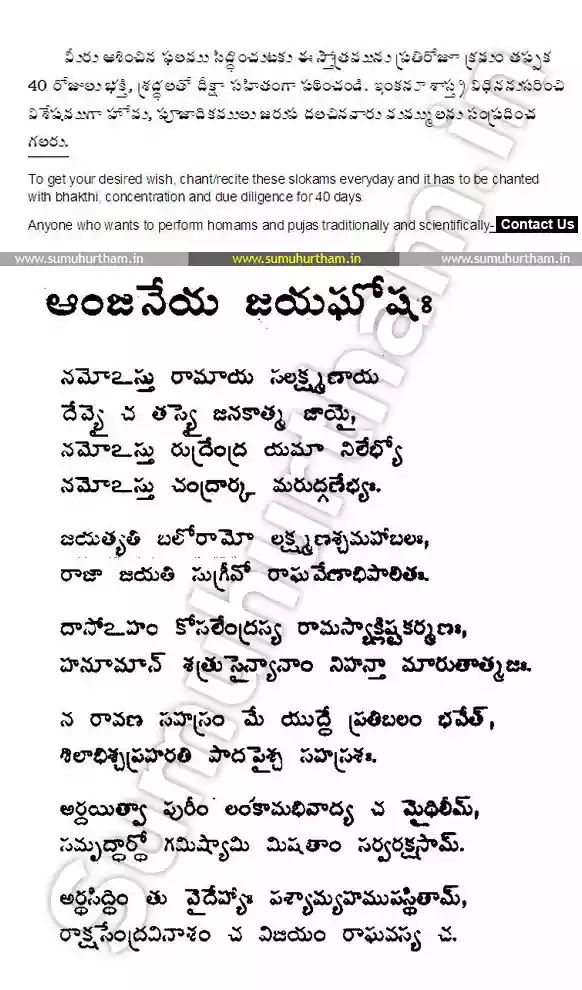 మీరు ఆశించిన ఫలము సిద్ధించుటకు ఈ స్తోత్రమును ప్రతిరోజూ క్రమం తప్పక
40 రోజులు భక్తి, శ్రద్ధలతో దీక్షా సహితంగా పఠించండి. ఇంకనూ శాస్త్ర విధిననుసరించి
విశేషముగా హోమ, పూజాదికములు జరుప దలచినవారు మమ్ములను సంప్రదించ
గలరు.
To get your desired wish, chant/recite these slokams everyday and it has to be chanted
with bhakthi, concentration and due diligence for 40 days.
Anyone who wants to perform homams and pujas traditionally and scientifically- Contact Us
www.sumuhurtham.in www.sumuhurtham.in www.sumuhurtham.in
ఆంజనేయ జయఘోషః
నమోఽస్తు రామాయ సలక్ష్మణాయ
దేవ్యై చ తస్యై జనకాత్మ జాయై,
నమోఽస్తు రుద్రేంద్ర యమా నిలేభ్యో
నమోఽస్తు చంద్రార్క మరుద్గణేభ్యః.
జయత్యతి బలోరామో లక్ష్మణశ్చమహాబలః,
రాజా జయతి సుగ్రీవో రాఘవేణాభిపాలితః.
దాసోఽహం కోసలేంద్రస్య రామస్యాక్లిష్టకర్మణః,
హనూమాన్ శత్రుసైన్యానాం నిహన్తా మారుతాత్మజః.
న రావణ సహస్రం మే యుద్ధే ప్రతిబలం భవేత్,
శిలాభిశ్చప్రహరతి పాదపైశ్చ సహస్రశః.
అర్దయిత్వా పురీం లంకామభివాద్య చ మైథిలీమ్,
సమృద్ధార్థో గమిష్యామి మిషతాం సర్వరక్షసామ్.
అర్థసిద్ధిం తు వైదేహ్యాః పశ్యామ్యహముపస్థితామ్,
రాక్షసేంద్రవినాశం చ విజయం రాఘవస్య చ.
Sumuhurtham.in